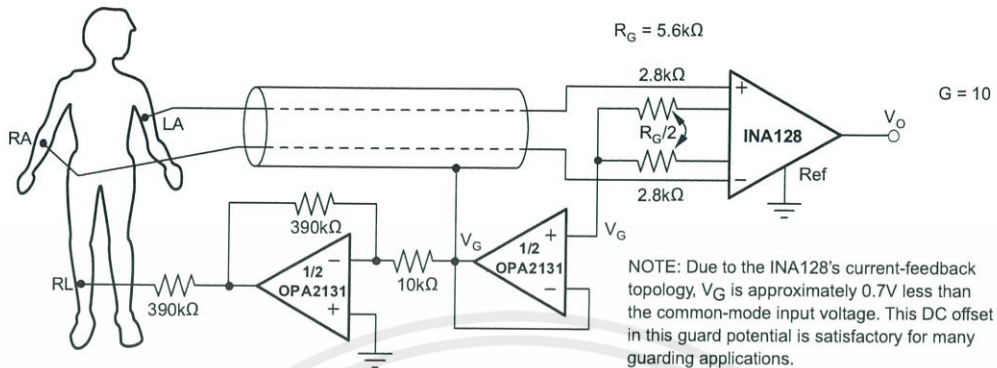 R_G = 5.6kΩ
2.8kΩ
G = 10
LA
RA
R_G/2
+
INA128
−
V_O
Ref
2.8kΩ
390kΩ
V_G
+
1/2
OPA2131
−
V_G
−
1/2
OPA2131
+
10kΩ
RL
390kΩ
NOTE: Due to the INA128's current-feedback
topology, V_G is approximately 0.7V less than
the common-mode input voltage. This DC offset
in this guard potential is satisfactory for many
guarding applications.